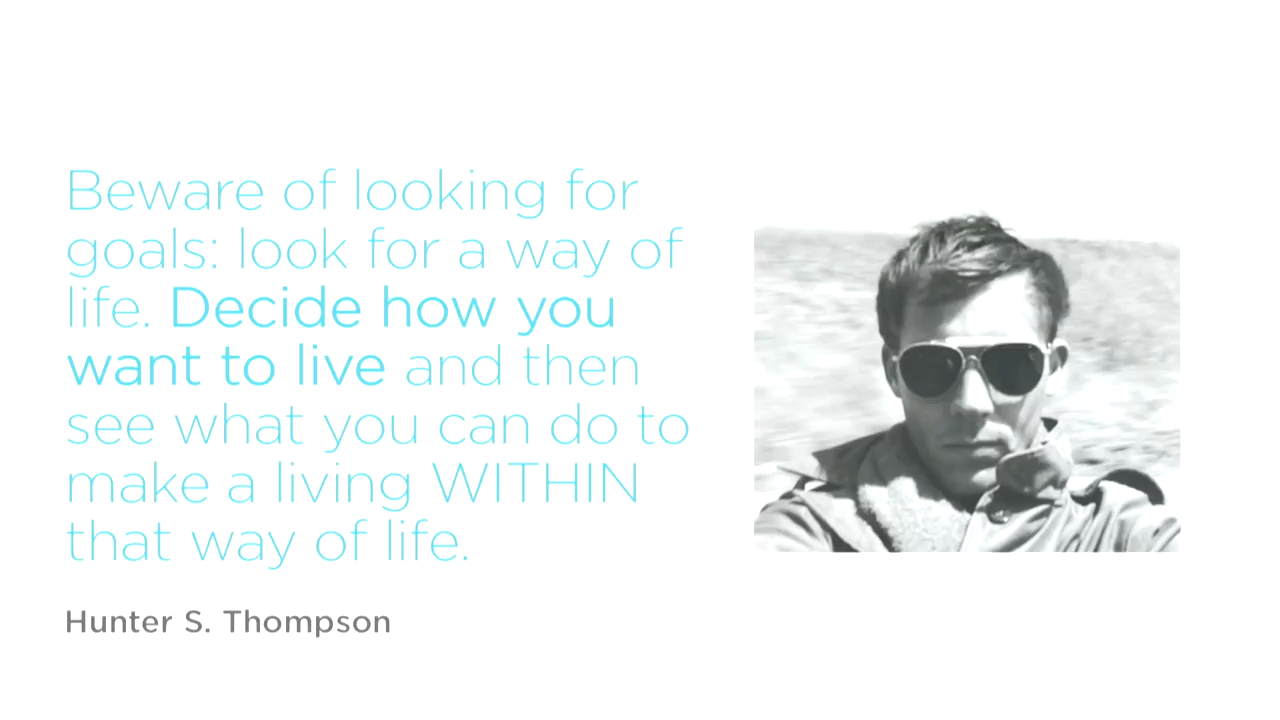 Beware of looking for
goals: look for a way of
life. Decide how you
want to live and then
see what you can do to
make a living WITHIN
that way of life.
Hunter S. Thompson